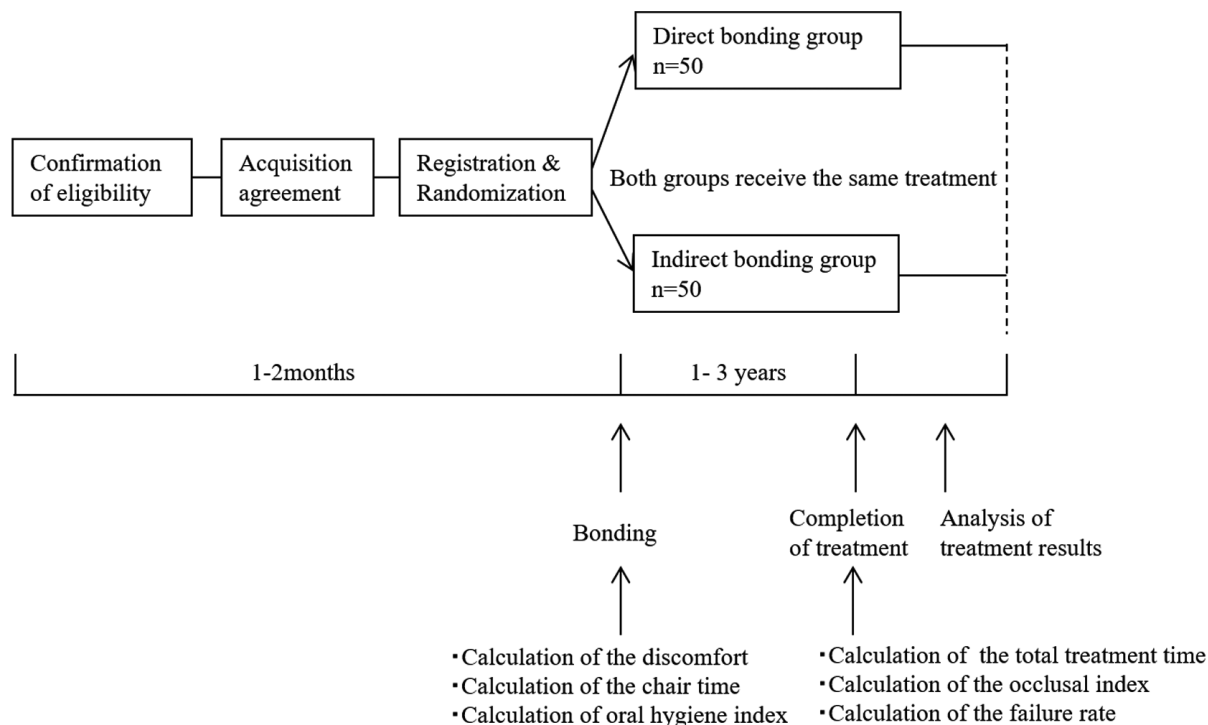 Direct bonding group
n=50
Confirmation
of eligibility
Acquisition
agreement
Registration &
Randomization
Both groups receive the same treatment
Indirect bonding group
n=50
1-2months
1- 3 years
Bonding
Completion
of treatment
Analysis of
treatment results
・Calculation of the discomfort
・Calculation of the chair time
・Calculation of oral hygiene index
・Calculation of  the total treatment time
・Calculation of the occlusal index
・Calculation of the failure rate